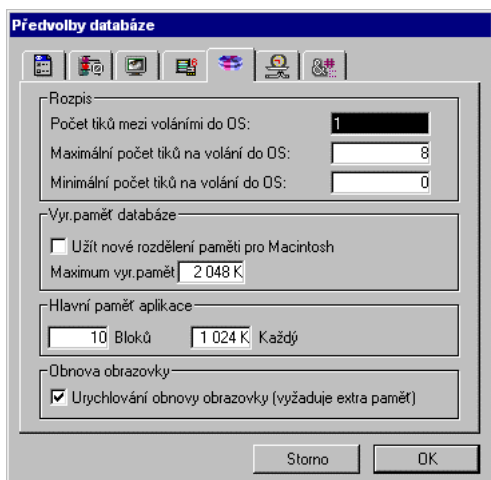 Předvolby databáze
Rozpis
Počet tiků mezi voláními do OS: 1
Maximální počet tiků na volání do OS: 8
Minimální počet tiků na volání do OS: 0
Vyr.paměť databáze
Užít nové rozdělení paměti pro Macintosh
Maximum vyr.paměť 2 048 K
Hlavní paměť aplikace
10 Bloků 1 024 K Každý
Obnova obrazovky
Urychlování obnovy obrazovky (vyžaduje extra paměť)
Storno OK